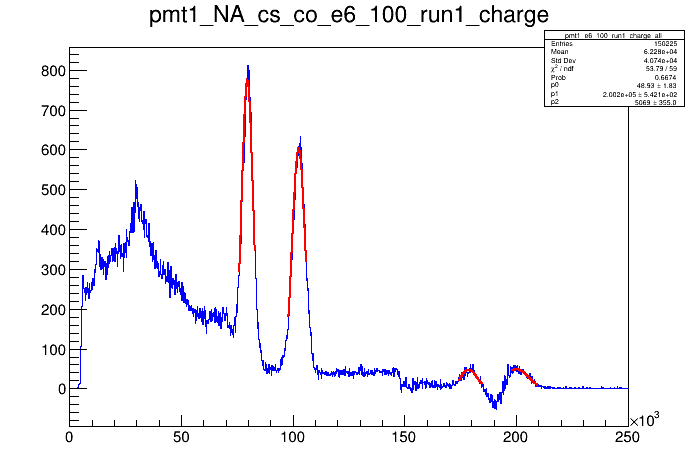 pmt1_NA_cs_co_e6_100_run1_charge
pmt1_e6_100_run1_charge_all
Entries 150225
Mean 6.228e+04
Std Dev 4.074e+04
χ² / ndf 53.79 / 59
Prob 0.6674
p0 48.93 ± 1.83
p1 2.002e+05 ± 5.421e+02
p2 5069 ± 355.0
800
700
600
500
400
300
200
100
0
0 50 100 150 200 250
×10³